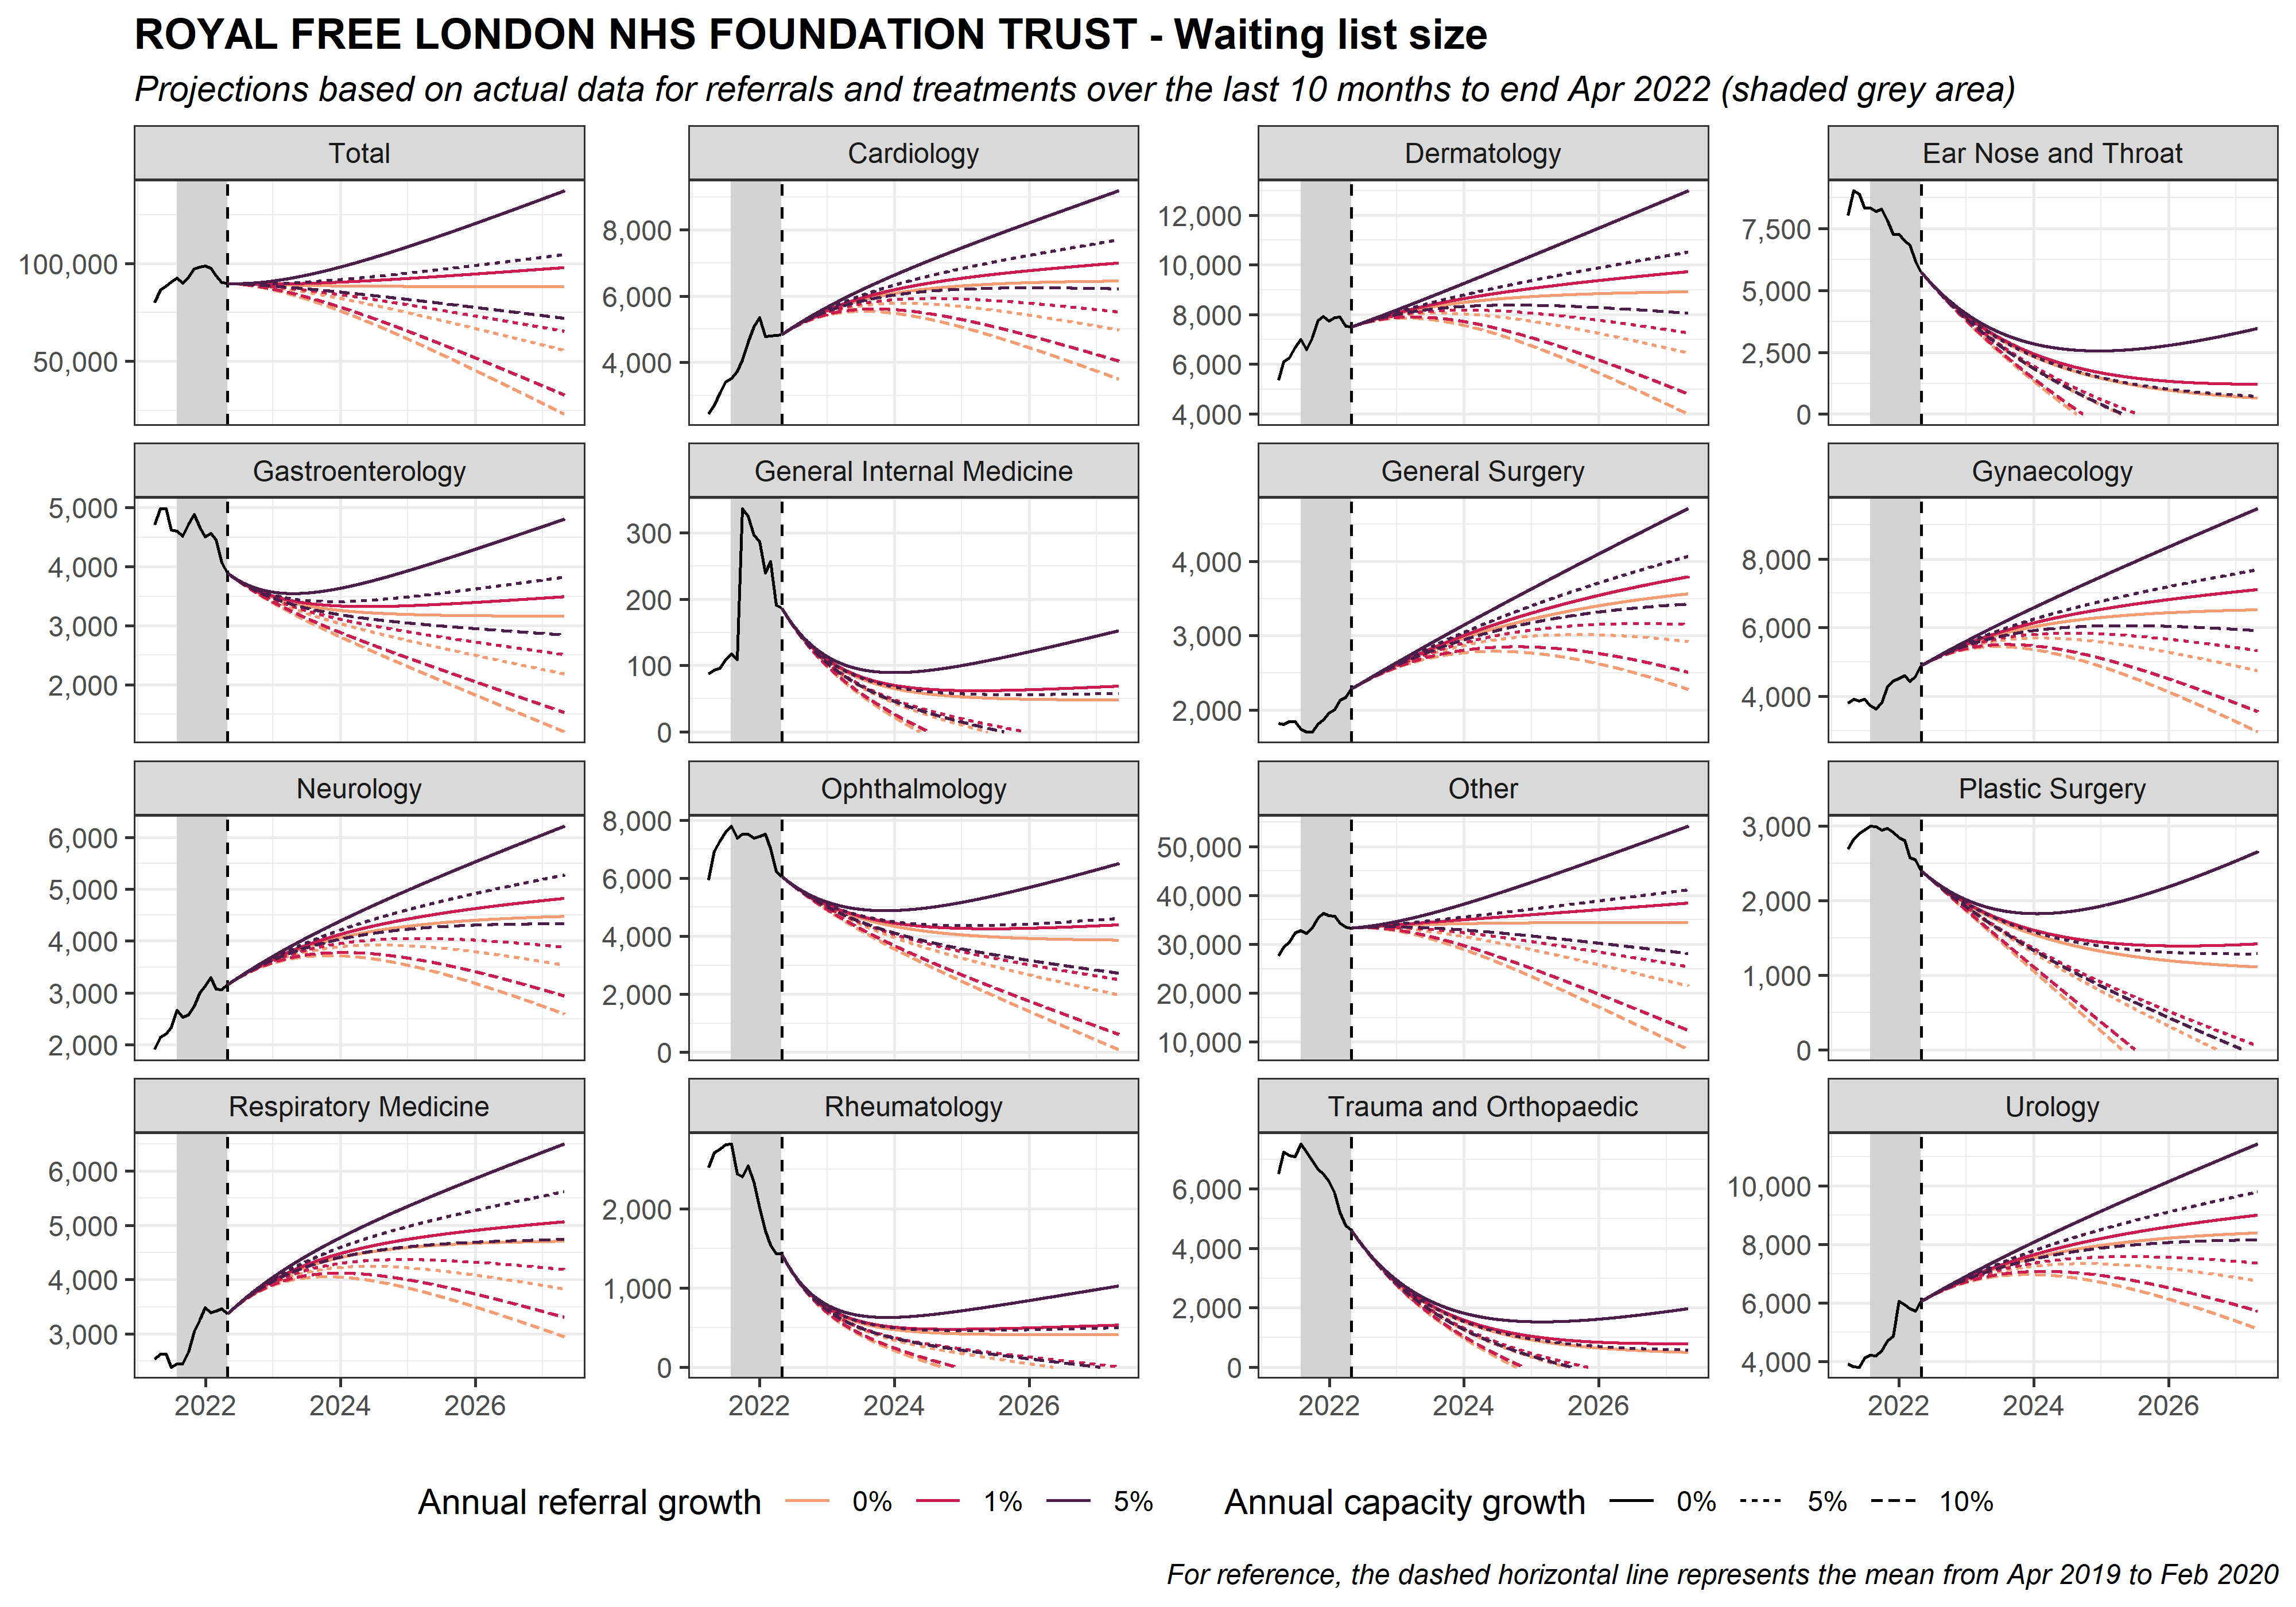 ROYAL FREE LONDON NHS FOUNDATION TRUST - Waiting list size
Projections based on actual data for referrals and treatments over the last 10 months to end Apr 2022 (shaded grey area)
Total
100,000
50,000
Cardiology
8,000
6,000
4,000
Dermatology
12,000
10,000
8,000
6,000
4,000
Ear Nose and Throat
7,500
5,000
2,500
0
Gastroenterology
5,000
4,000
3,000
2,000
General Internal Medicine
300
200
100
0
General Surgery
4,000
3,000
2,000
Gynaecology
8,000
6,000
4,000
Neurology
6,000
5,000
4,000
3,000
2,000
Ophthalmology
8,000
6,000
4,000
2,000
0
Other
50,000
40,000
30,000
20,000
10,000
Plastic Surgery
3,000
2,000
1,000
0
Respiratory Medicine
6,000
5,000
4,000
3,000
2022 2024 2026
Rheumatology
2,000
1,000
0
2022 2024 2026
Trauma and Orthopaedic
6,000
4,000
2,000
0
2022 2024 2026
Urology
10,000
8,000
6,000
4,000
2022 2024 2026
Annual referral growth 0% 1% 5% Annual capacity growth 0% 5% 10%
For reference, the dashed horizontal line represents the mean from Apr 2019 to Feb 2020